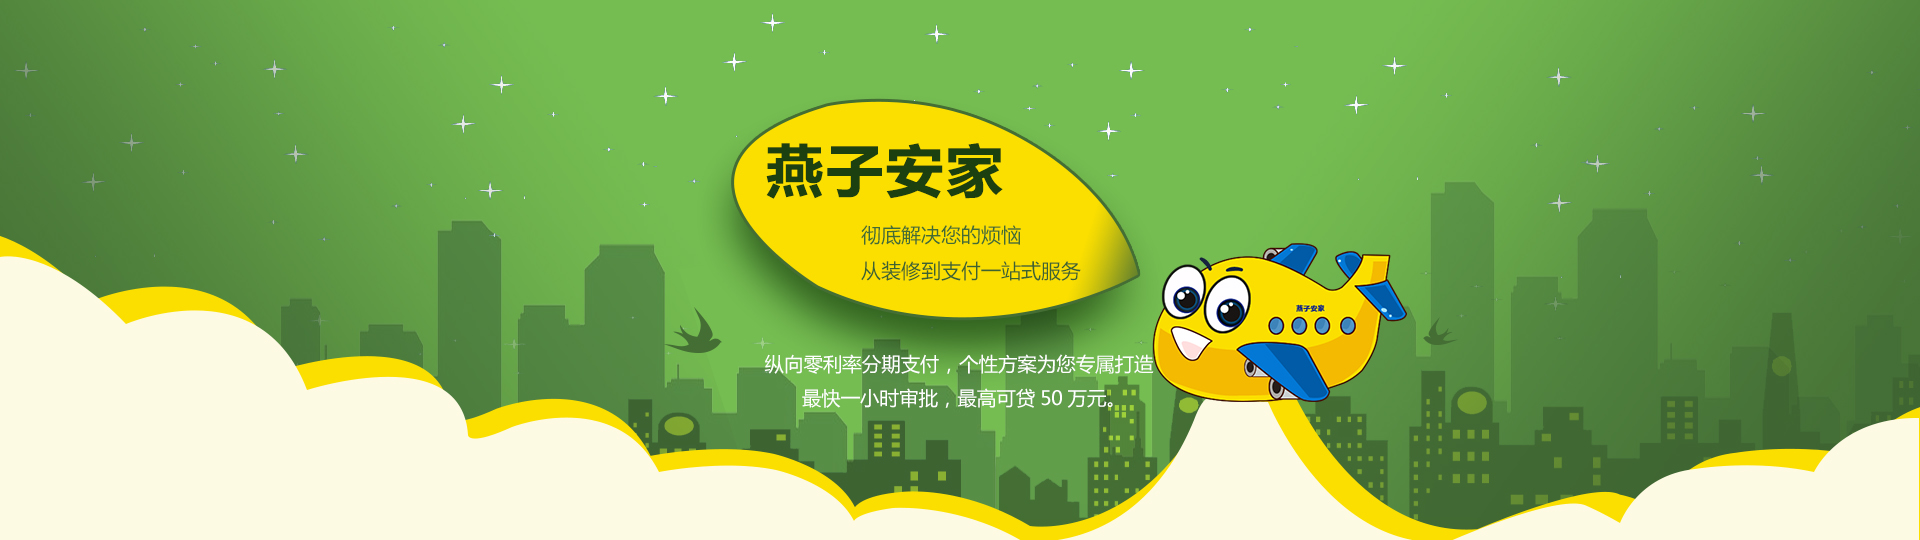 燕子安家
彻底解决您的烦恼
从装修到支付一站式服务
燕子安家
纵向零利率分期支付，个性方案为您专属打造
最快一小时审批，最高可贷 50 万元。